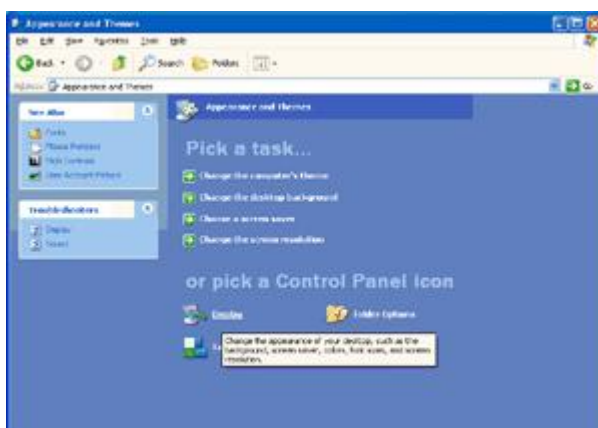 Appearance and Themes
File Edit View Favorites Tools Help
Back Search Folders
Address Appearance and Themes
See Also
Fonts
Mouse Pointers
High Contrast
User Account Picture
Troubleshooters
Display
Sound
Appearance and Themes
Pick a task...
Change the computer's theme
Change the desktop background
Choose a screen saver
Change the screen resolution
or pick a Control Panel icon
Display Folder Options
Change the appearance of your desktop, such as the
background, screen saver, colors, font sizes, and screen
resolution.